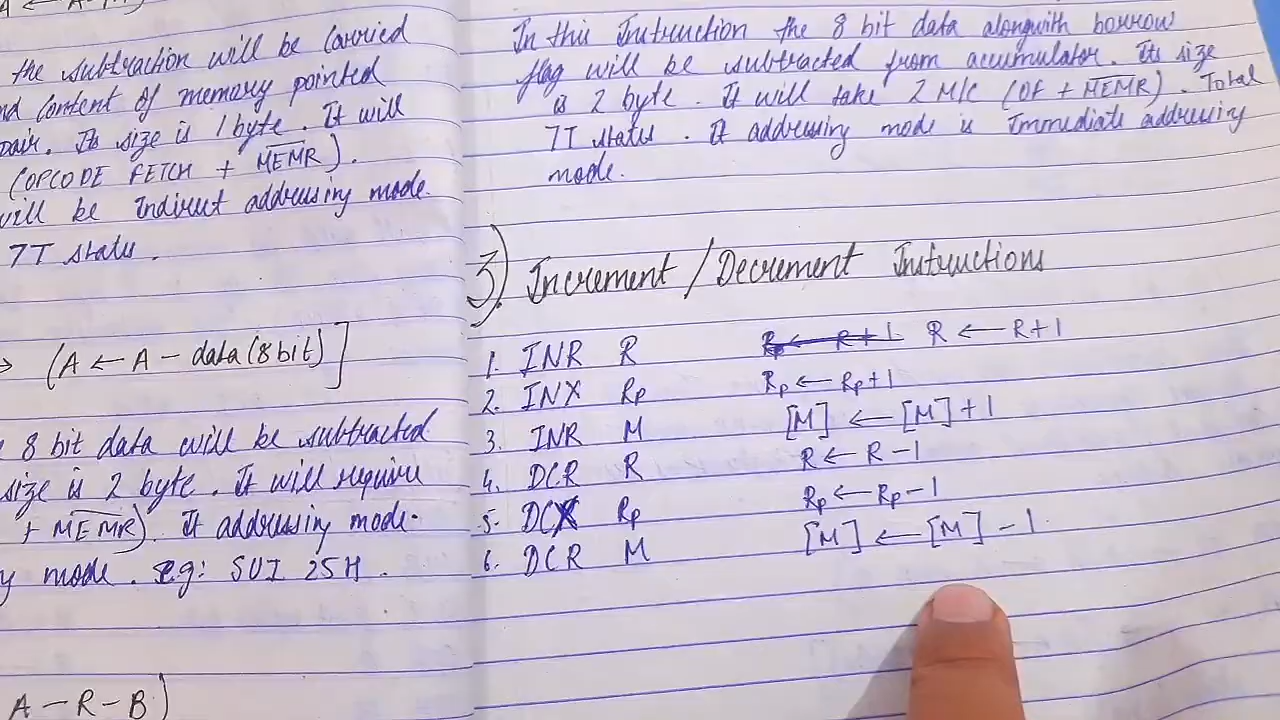 the subtraction will be carried
content of memory pointed
pair. Its size is 1 byte. It will
(OPCODE FETCH + MEMR).
will be Indirect addressing mode.
7T status.
(A ← A - data (8 bit)]
8 bit data will be subtracted
size is 2 byte. It will require
+ MEMR). It addressing mode.
mode. eg: SUI 25H.
A - R - B)
In this Instruction the 8 bit data alongwith borrow
flag will be subtracted from accumulator. Its size
is 2 byte. It will take 2 M/C (OF + MEMR). Total
7T status. It addressing mode is Immediate addressing
mode.
3) Increment / Decrement Instructions
1. INR R Rp ← R + 1 R ← R + 1
2. INX Rp Rp ← Rp + 1
3. INR M [M] ← [M] + 1
4. DCR R R ← R - 1
5. DCX Rp Rp ← Rp - 1
6. DCR M [M] ← [M] - 1